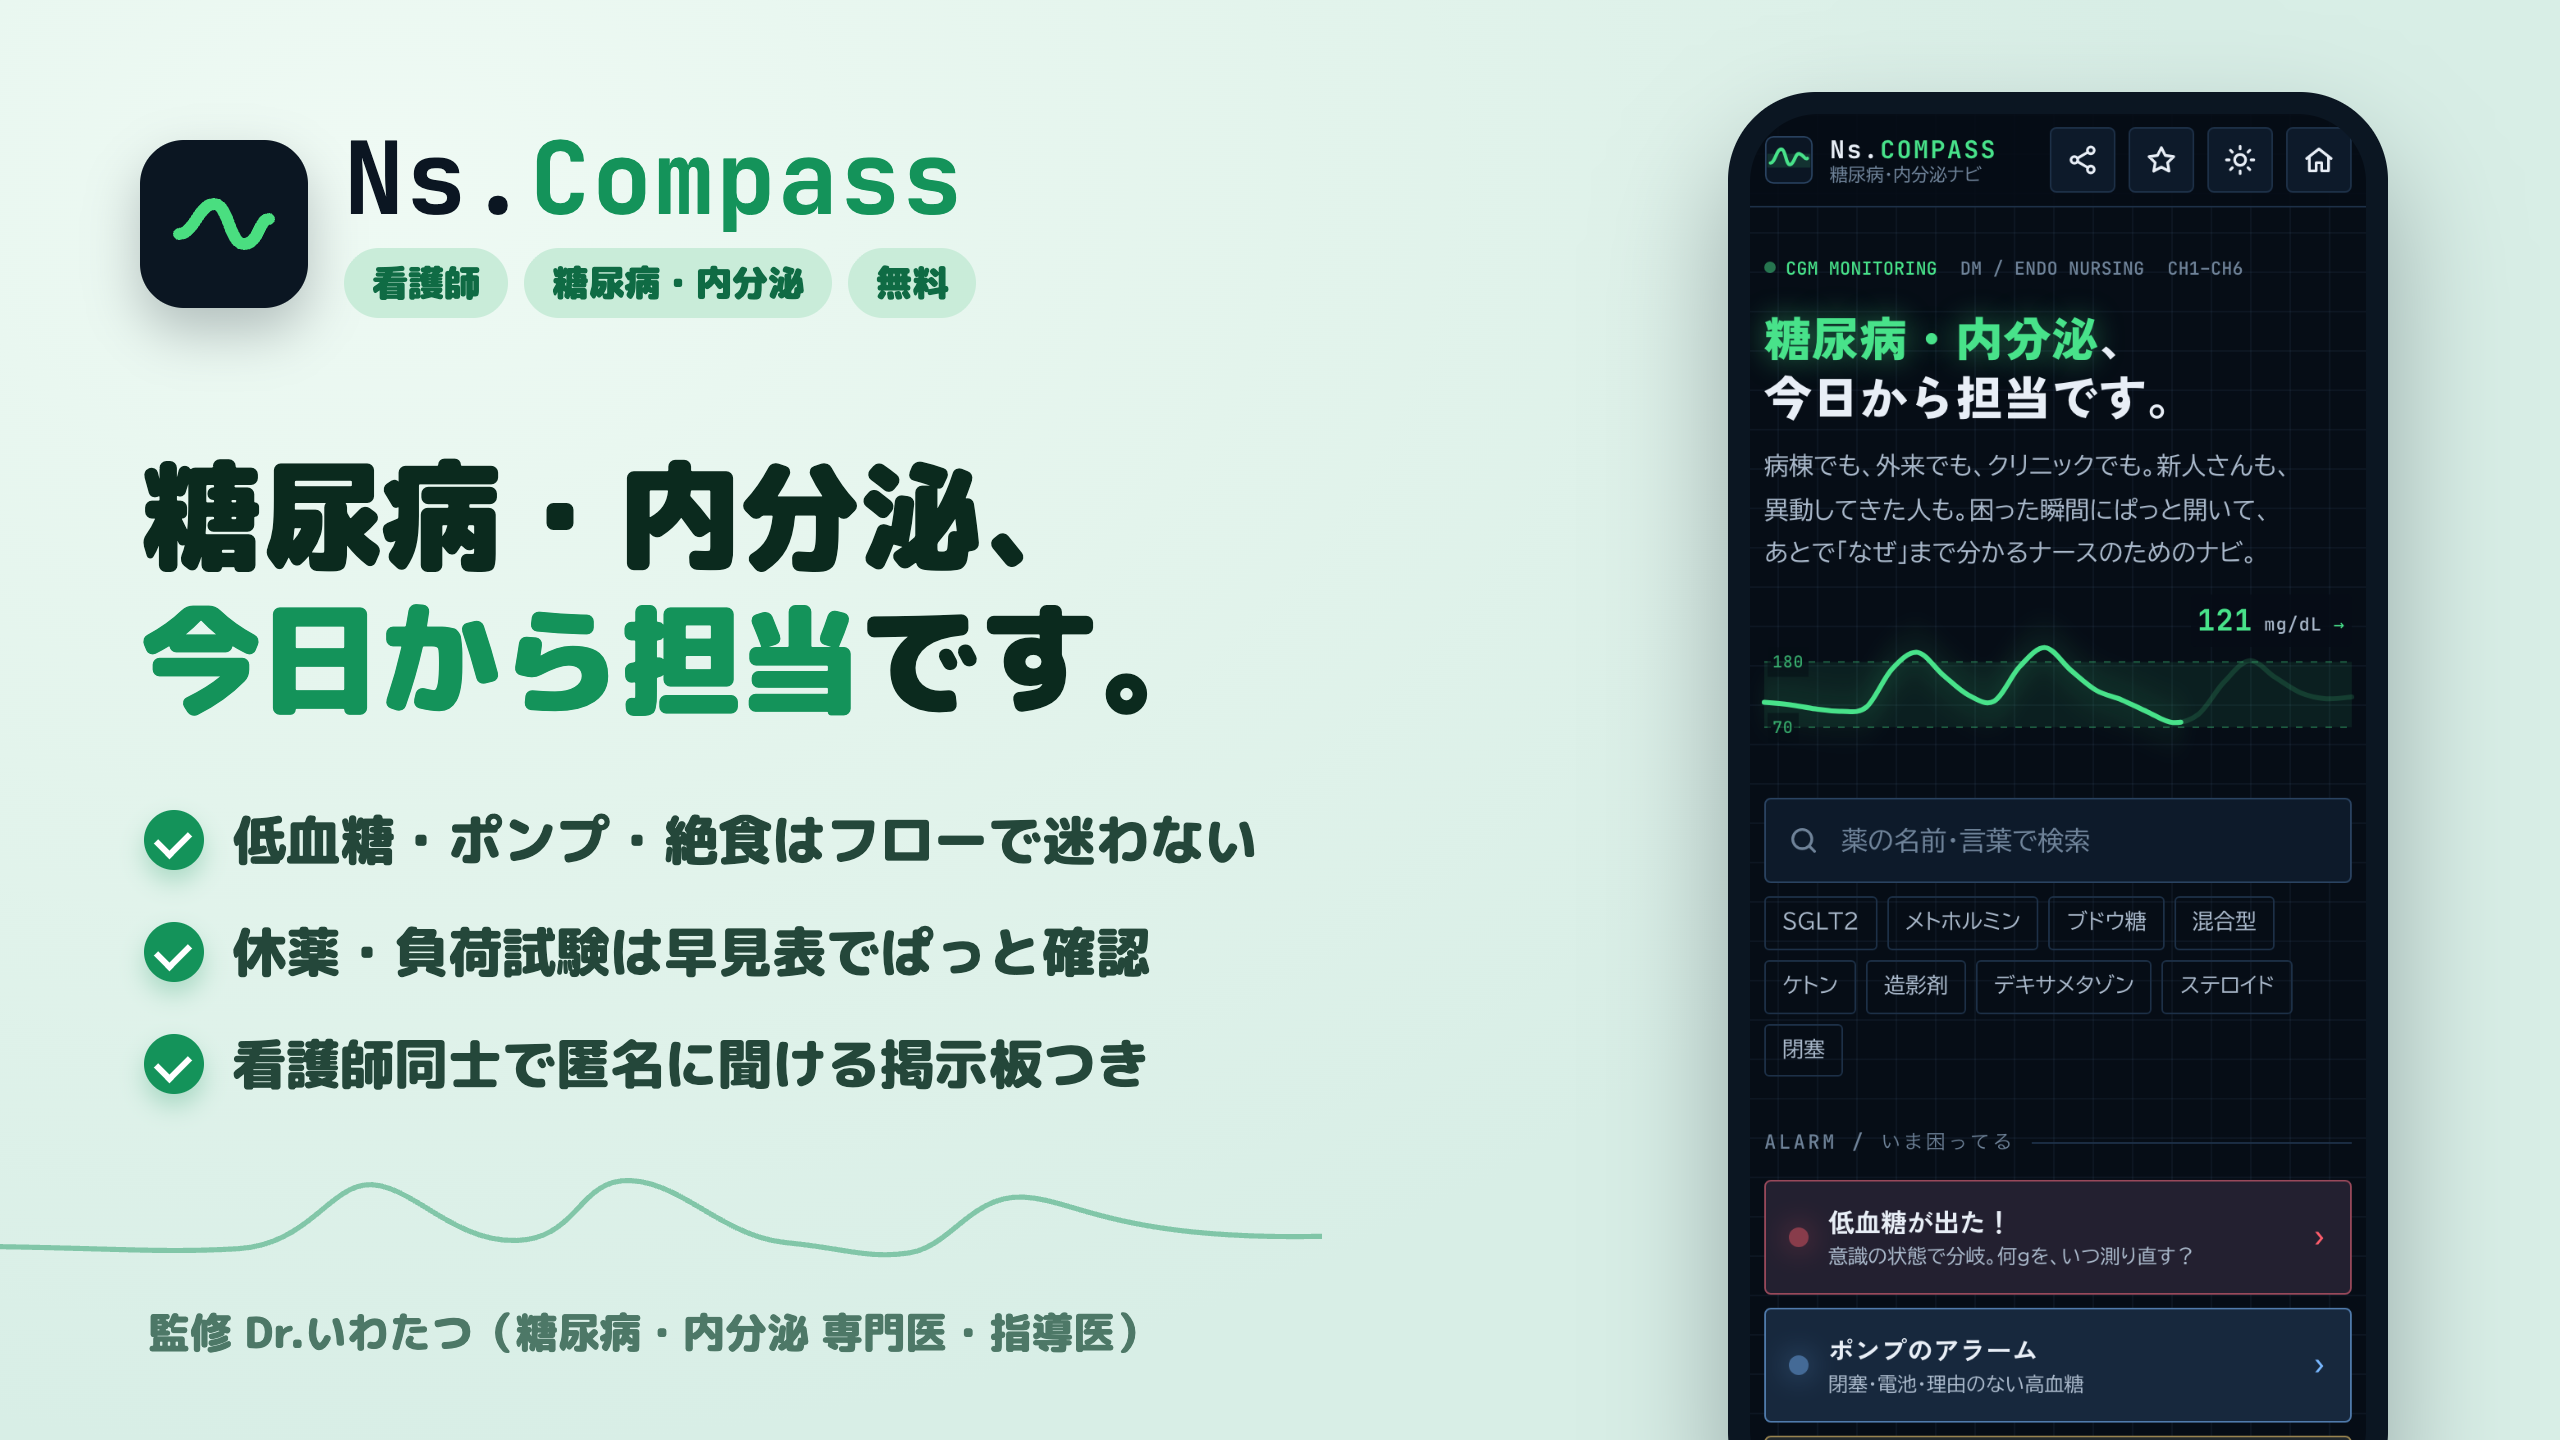 Ns.Compass
看護師 糖尿病・内分泌 無料
糖尿病・内分泌、
今日から担当です。
低血糖・ポンプ・絶食はフローで迷わない
休薬・負荷試験は早見表でぱっと確認
看護師同士で匿名に聞ける掲示板つき
監修 Dr.いわたつ（糖尿病・内分泌 専門医・指導医）
Ns.COMPASS
糖尿病・内分泌ナビ
CGM MONITORING DM / ENDO NURSING CH1–CH6
糖尿病・内分泌、
今日から担当です。
病棟でも、外来でも、クリニックでも。新人さんも、
異動してきた人も。困った瞬間にぱっと開いて、
あとで「なぜ」まで分かるナースのためのナビ。
121 mg/dL →
180
70
薬の名前・言葉で検索
SGLT2 メトホルミン ブドウ糖 混合型
ケトン 造影剤 デキサメタゾン ステロイド
閉塞
ALARM / いま困ってる
低血糖が出た！
意識の状態で分岐。何gを、いつ測り直す？
ポンプのアラーム
閉塞・電池・理由のない高血糖